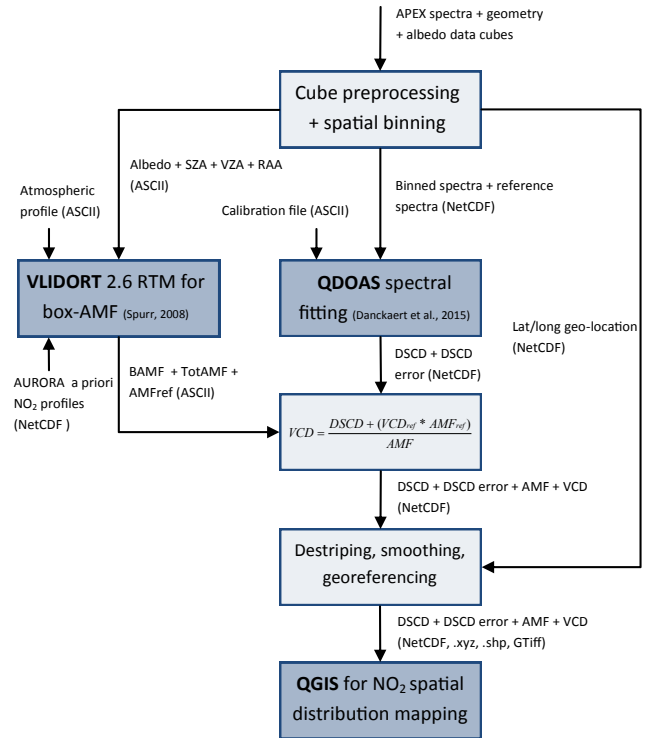 APEX spectra + geometry
+ albedo data cubes
Cube preprocessing
+ spatial binning
Albedo + SZA + VZA + RAA
(ASCII)
Atmospheric
profile (ASCII)
Binned spectra + reference
spectra (NetCDF)
Calibration file (ASCII)
VLIDORT 2.6 RTM for
box-AMF (Spurr, 2008)
QDOAS spectral
fitting (Danckaert et al., 2015)
Lat/long geo-location
(NetCDF)
AURORA a priori
NO₂ profiles
(NetCDF )
BAMF + TotAMF +
AMFref (ASCII)
DSCD + DSCD
error (NetCDF)
VCD = DSCD + (VCD_ref * AMF_ref) / AMF
DSCD + DSCD error + AMF + VCD
(NetCDF)
Destriping, smoothing,
georeferencing
DSCD + DSCD error + AMF + VCD
(NetCDF, .xyz, .shp, GTiff)
QGIS for NO₂ spatial
distribution mapping